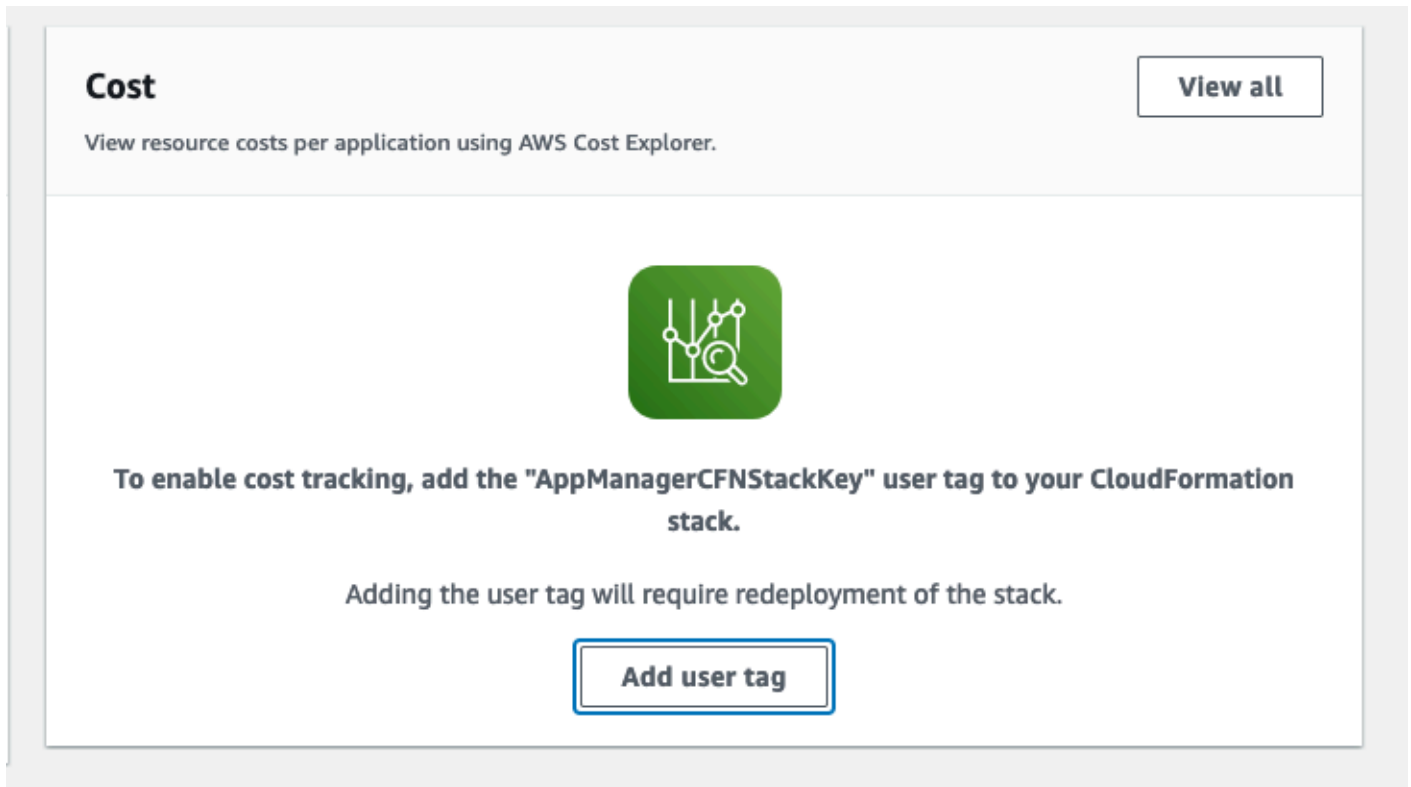 Cost
View all
View resource costs per application using AWS Cost Explorer.
To enable cost tracking, add the "AppManagerCFNStackKey" user tag to your CloudFormation
stack.
Adding the user tag will require redeployment of the stack.
Add user tag